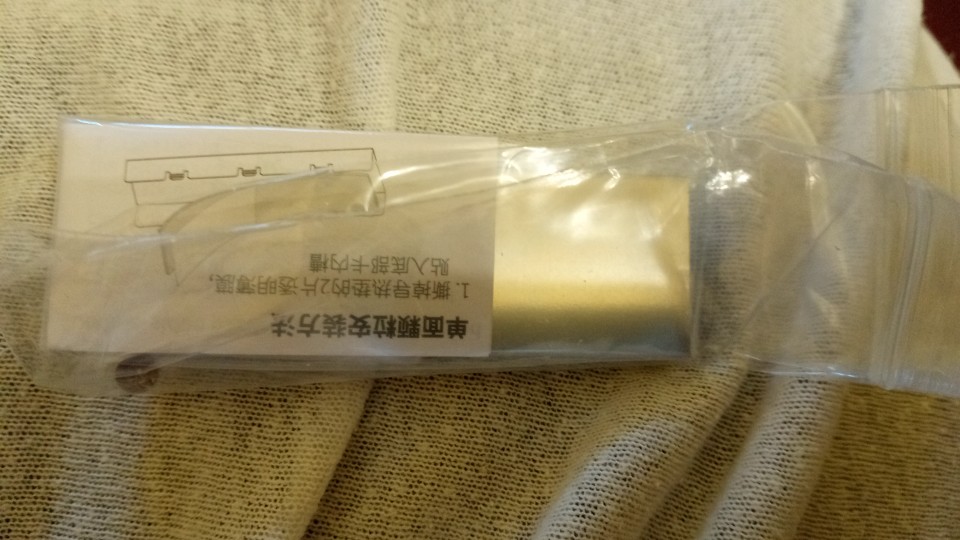 单面颗粒安装方法
1. 撕掉导热垫的2片透明薄膜,
贴入底部卡内槽